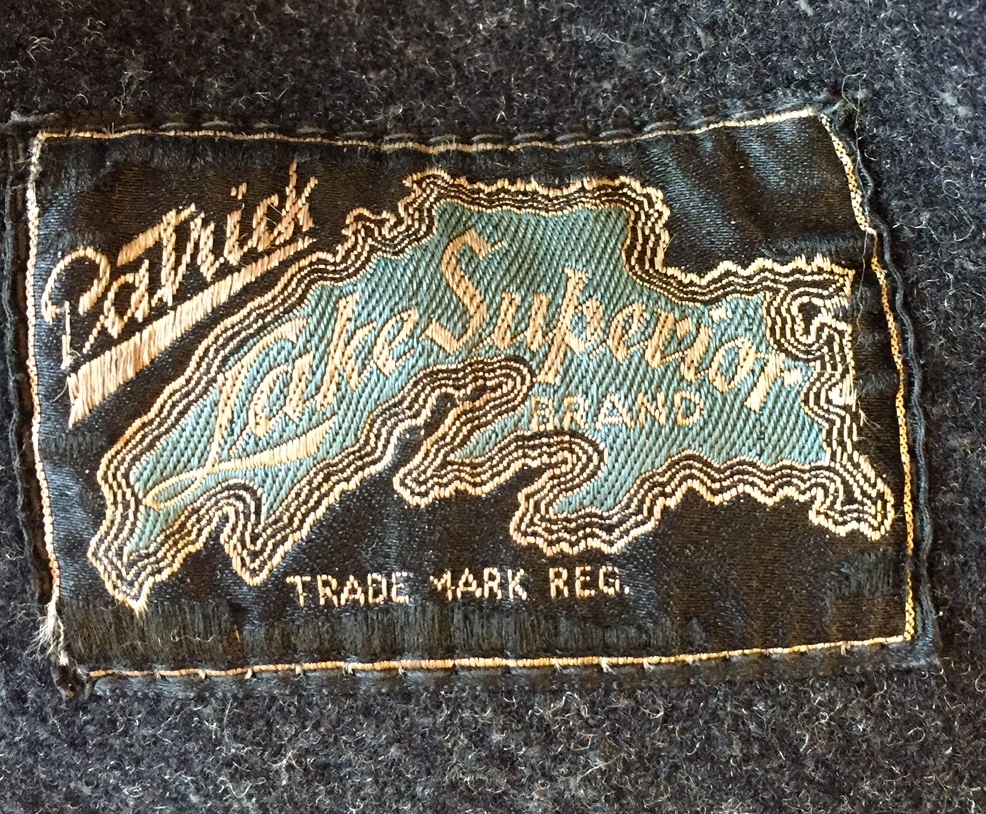 Patrick
Lake Superior
BRAND
TRADE MARK REG.